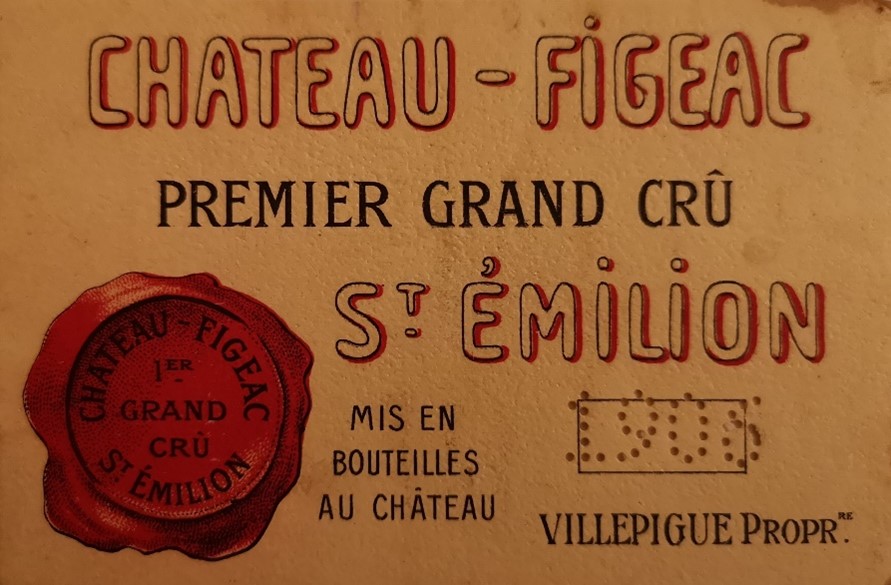 CHATEAU-FIGEAC
PREMIER GRAND CRÛ
ST. ÉMILION
CHATEAU-FIGEAC
1ER
GRAND
CRÛ
ST ÉMILION
MIS EN
BOUTEILLES
AU CHÂTEAU
VILLEPIGUE PROPRRE.